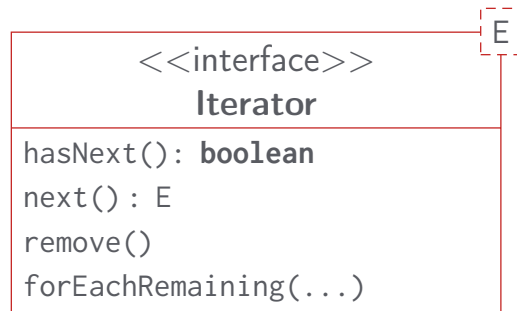 E
<<interface>>
Iterator
hasNext(): boolean
next(): E
remove()
forEachRemaining(...)